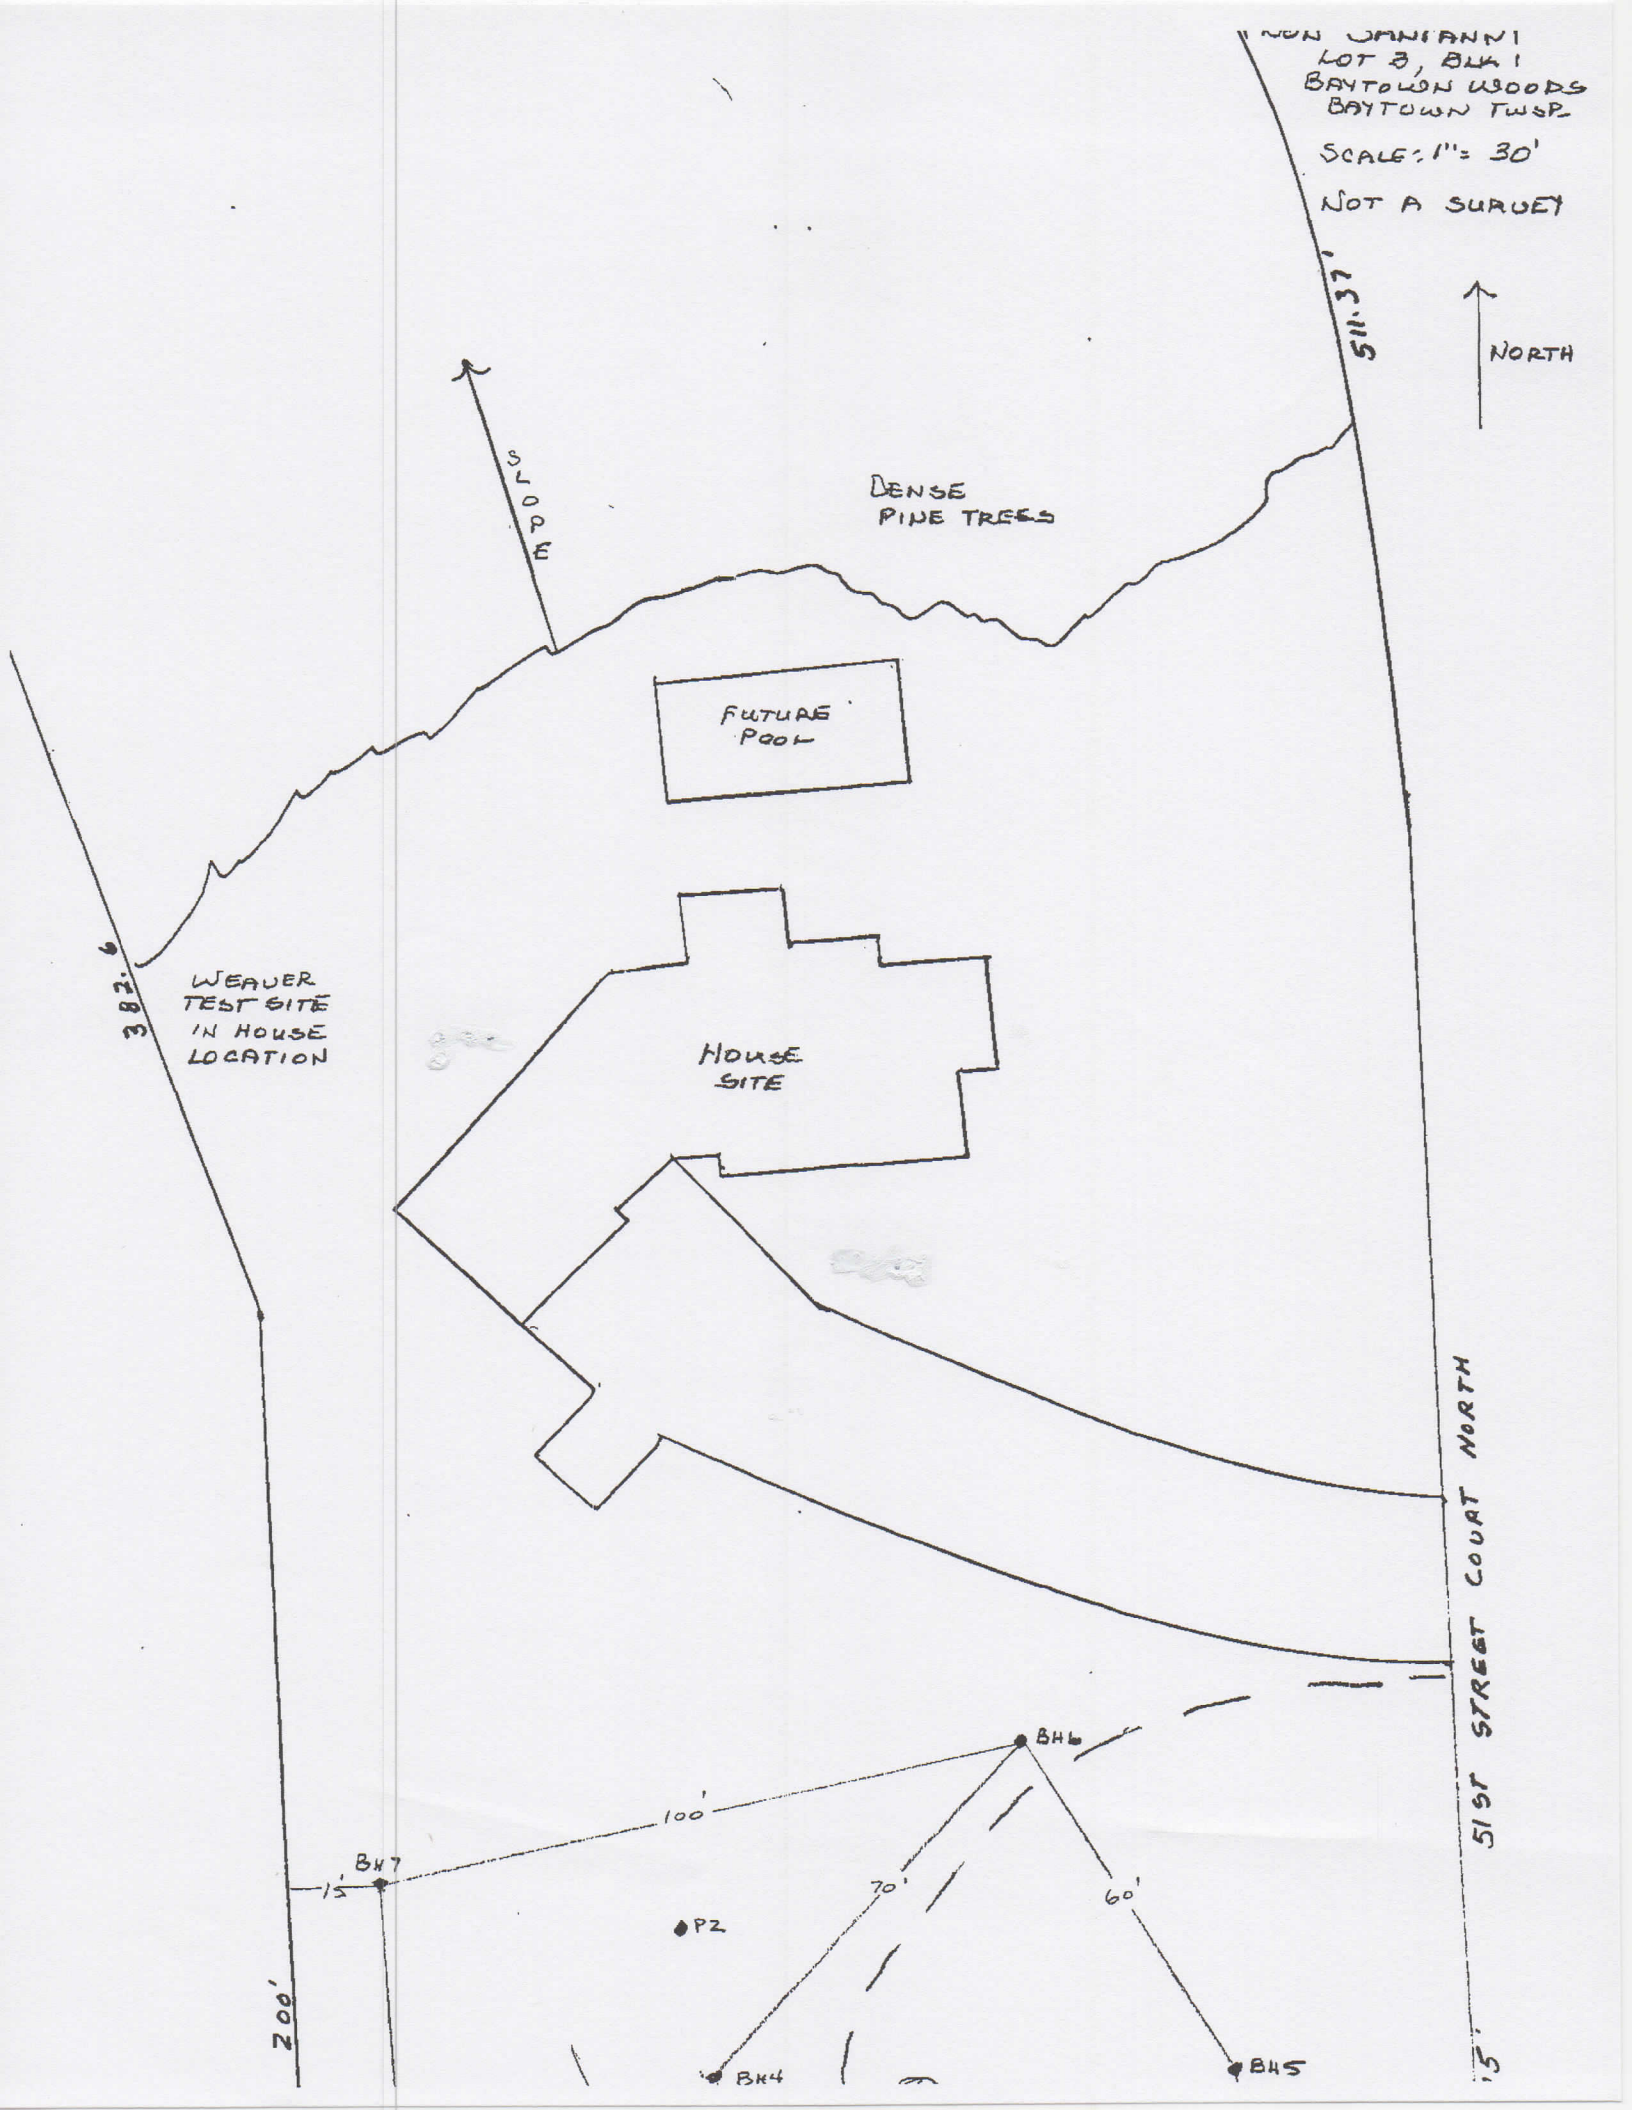 LOT 3, BLK 1
BAYTOWN WOODS
BAYTOWN TWSP.
SCALE: 1"= 30'
NOT A SURVEY
511.37'
NORTH
SLOPE
DENSE
PINE TREES
FUTURE
POOL
382.6
WEAVER
TEST SITE
IN HOUSE
LOCATION
HOUSE
SITE
51ST STREET COURT NORTH
BH6
100'
BH7
15'
70'
60'
P2
200'
BH4
BH5